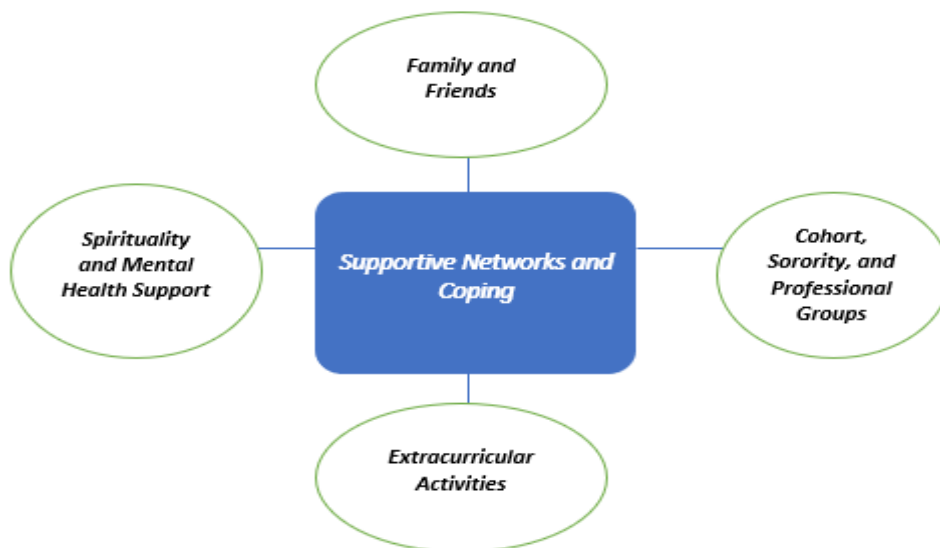 Family and
Friends
Spirituality
and Mental
Health Support
Supportive Networks and
Coping
Cohort,
Sorority, and
Professional
Groups
Extracurricular
Activities